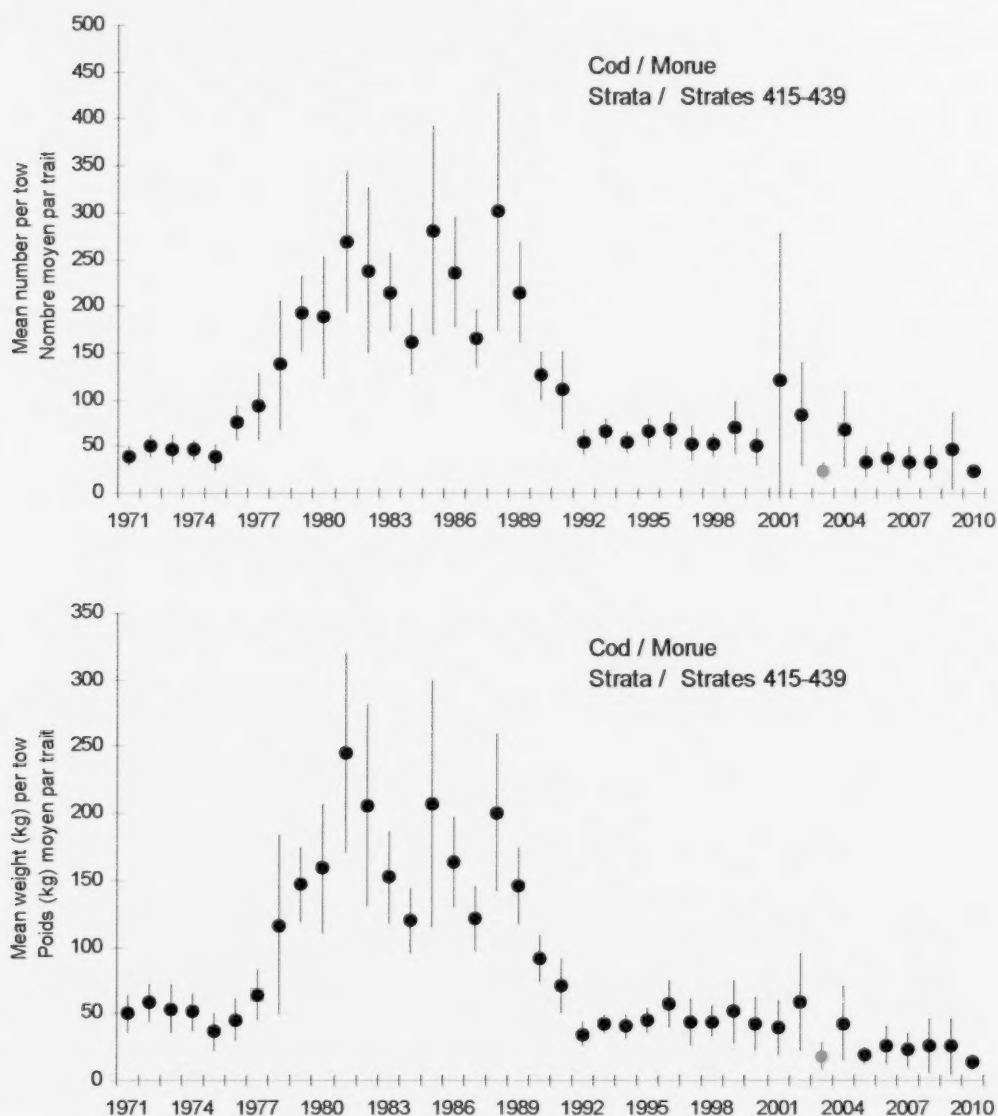 500
450
400
350
300
250
200
150
100
50
0
Mean number per tow
Nombre moyen par trait
Cod / Morue
Strata / Strates 415-439
1971 1974 1977 1980 1983 1986 1989 1992 1995 1998 2001 2004 2007 2010
350
300
250
200
150
100
50
0
Mean weight (kg) per tow
Poids (kg) moyen par trait
Cod / Morue
Strata / Strates 415-439
1971 1974 1977 1980 1983 1986 1989 1992 1995 1998 2001 2004 2007 2010